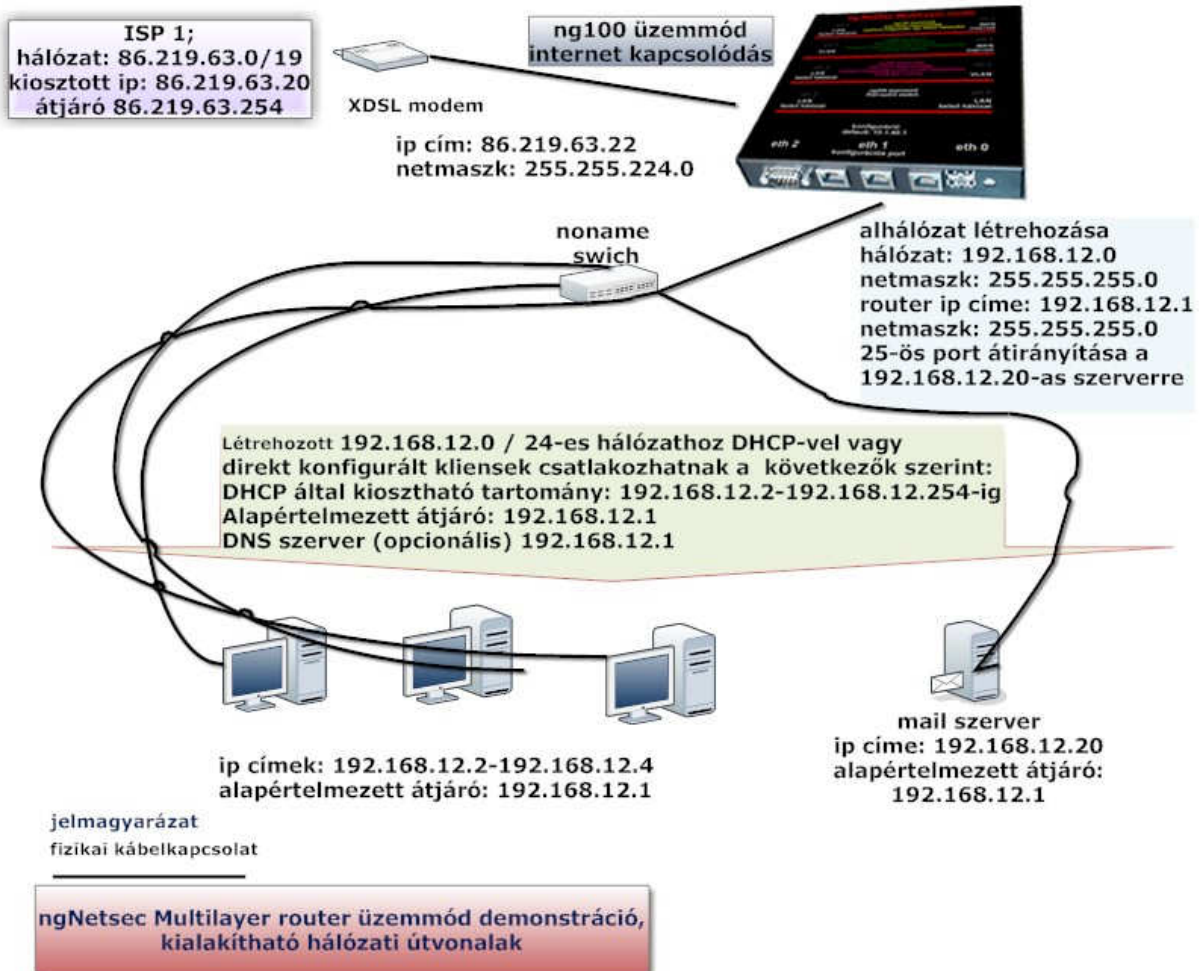 ISP 1;
hálózat: 86.219.63.0/19
kiosztott ip: 86.219.63.20
átjáró 86.219.63.254
XDSL modem
ip cím: 86.219.63.22
netmaszk: 255.255.224.0
ng100 üzemmód
internet kapcsolódás
ngNetSec Multilayer router
VLAN
LAN
eth 2
eth 1
eth 0
konfigurációs port
noname
swich
alhálózat létrehozása
hálózat: 192.168.12.0
netmaszk: 255.255.255.0
router ip címe: 192.168.12.1
netmaszk: 255.255.255.0
25-ös port átirányítása a
192.168.12.20-as szerverre
Létrehozott 192.168.12.0 / 24-es hálózathoz DHCP-vel vagy
direkt konfigurált kliensek csatlakozhatnak a következők szerint:
DHCP által kiosztható tartomány: 192.168.12.2-192.168.12.254-ig
Alapértelmezett átjáró: 192.168.12.1
DNS szerver (opcionális) 192.168.12.1
ip címek: 192.168.12.2-192.168.12.4
alapértelmezett átjáró: 192.168.12.1
mail szerver
ip címe: 192.168.12.20
alapértelmezett átjáró:
192.168.12.1
jelmagyarázat
fizikai kábelkapcsolat
ngNetsec Multilayer router üzemmód demonstráció,
kialakítható hálózati útvonalak